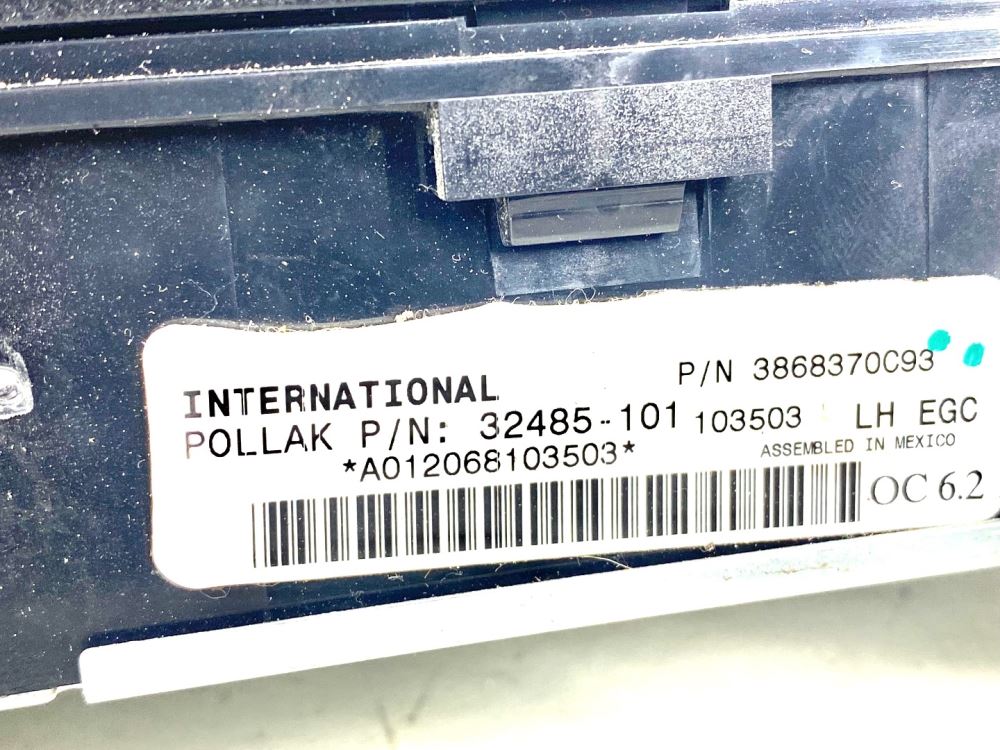 P/N 3868370C93
INTERNATIONAL
POLLAK P/N: 32485-101 103503 LH EGC
*A012068103503* ASSEMBLED IN MEXICO
OC 6.2